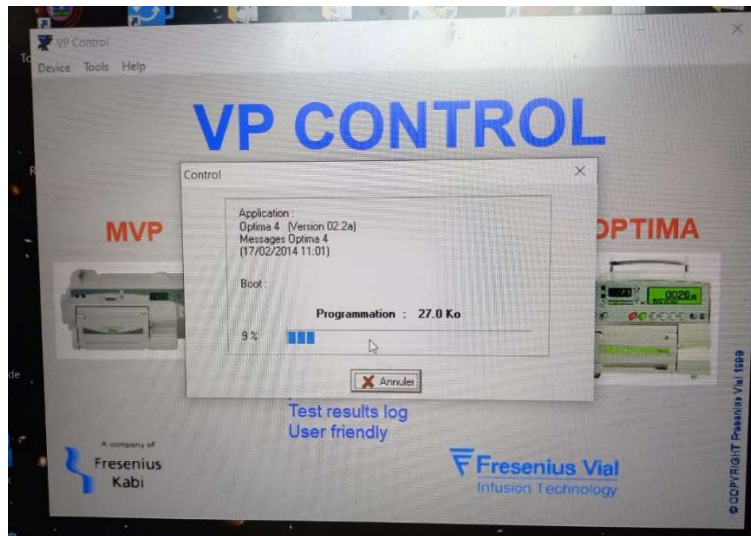 VP Control
Device Tools Help
VP CONTROL
Control
MVP
OPTIMA
Application :
Optima 4 (Version 02.2a)
Messages Optima 4
(17/02/2014 11:01)
Boot :
Programmation : 27.0 Ko
9 %
Annuler
0026
Test results log
User friendly
A company of
Fresenius
Kabi
Fresenius Vial
Infusion Technology
© COPYRIGHT Fresenius Vial 1999